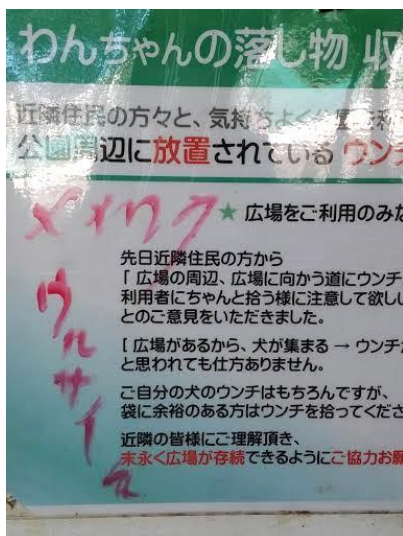 わんちゃんの落し物 収
近隣住民の方々と、気持ちよく
公園周辺に放置されている ウンチ
メイワク
★ 広場をご利用のみな
先日近隣住民の方から
「 広場の周辺、広場に向かう道にウンチ
利用者にちゃんと拾う様に注意して欲し
とのご意見をいただきました。
[ 広場があるから、犬が集まる → ウンチ
と思われても仕方ありません。
ご自分の犬のウンチはもちろんですが、
袋に余裕のある方はウンチを拾ってくださ
近隣の皆様にご理解頂き、
末永く広場が存続できるようにご協力お願
ウルサイ